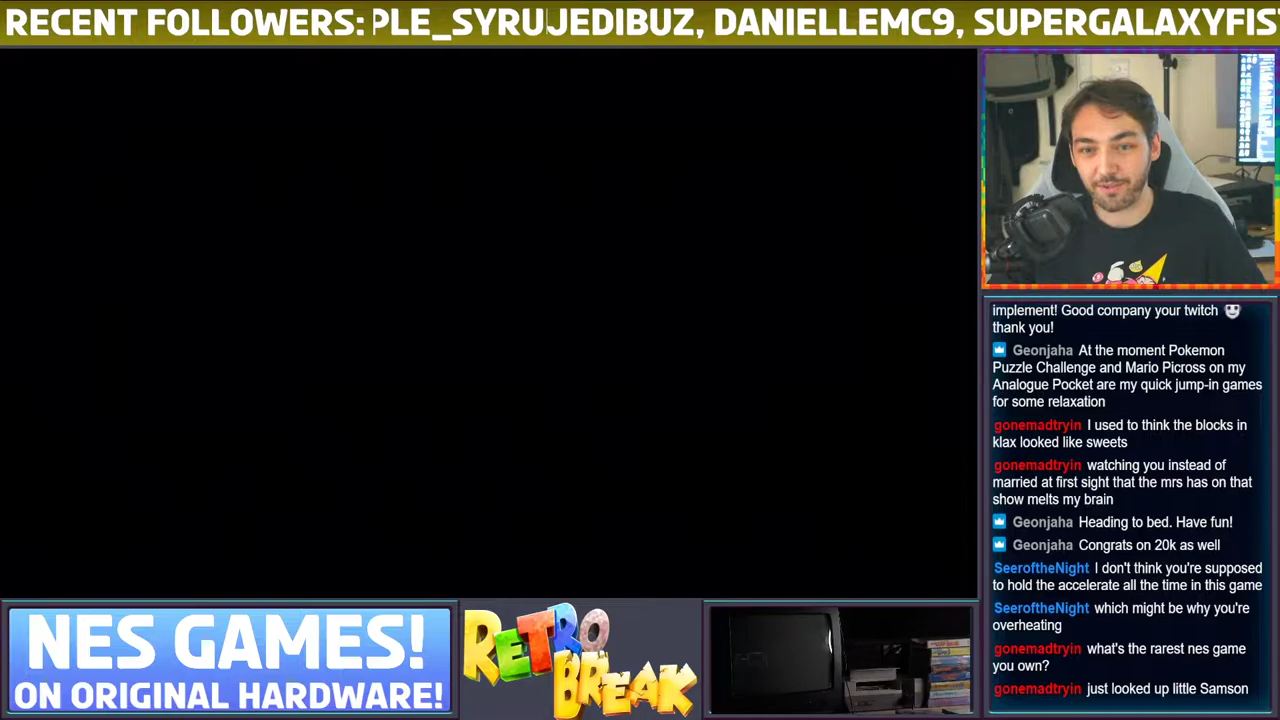 RECENT FOLLOWERS: PLE_SYRUJEDIBUZ, DANIELLEMC9, SUPERGALAXYFIS
implement! Good company your twitch
thank you!
Geonjaha At the moment Pokemon
Puzzle Challenge and Mario Picross on my
Analogue Pocket are my quick jump-in games
for some relaxation
gonemadtryin I used to think the blocks in
klax looked like sweets
gonemadtryin watching you instead of
married at first sight that the mrs has on that
show melts my brain
Geonjaha Heading to bed. Have fun!
Geonjaha Congrats on 20k as well
SeeroftheNight I don't think you're supposed
to hold the accelerate all the time in this game
SeeroftheNight which might be why you're
overheating
gonemadtryin what's the rarest nes game
you own?
gonemadtryin just looked up little Samson
NES GAMES!
ON ORIGINAL HARDWARE!
RETRO
BREAK